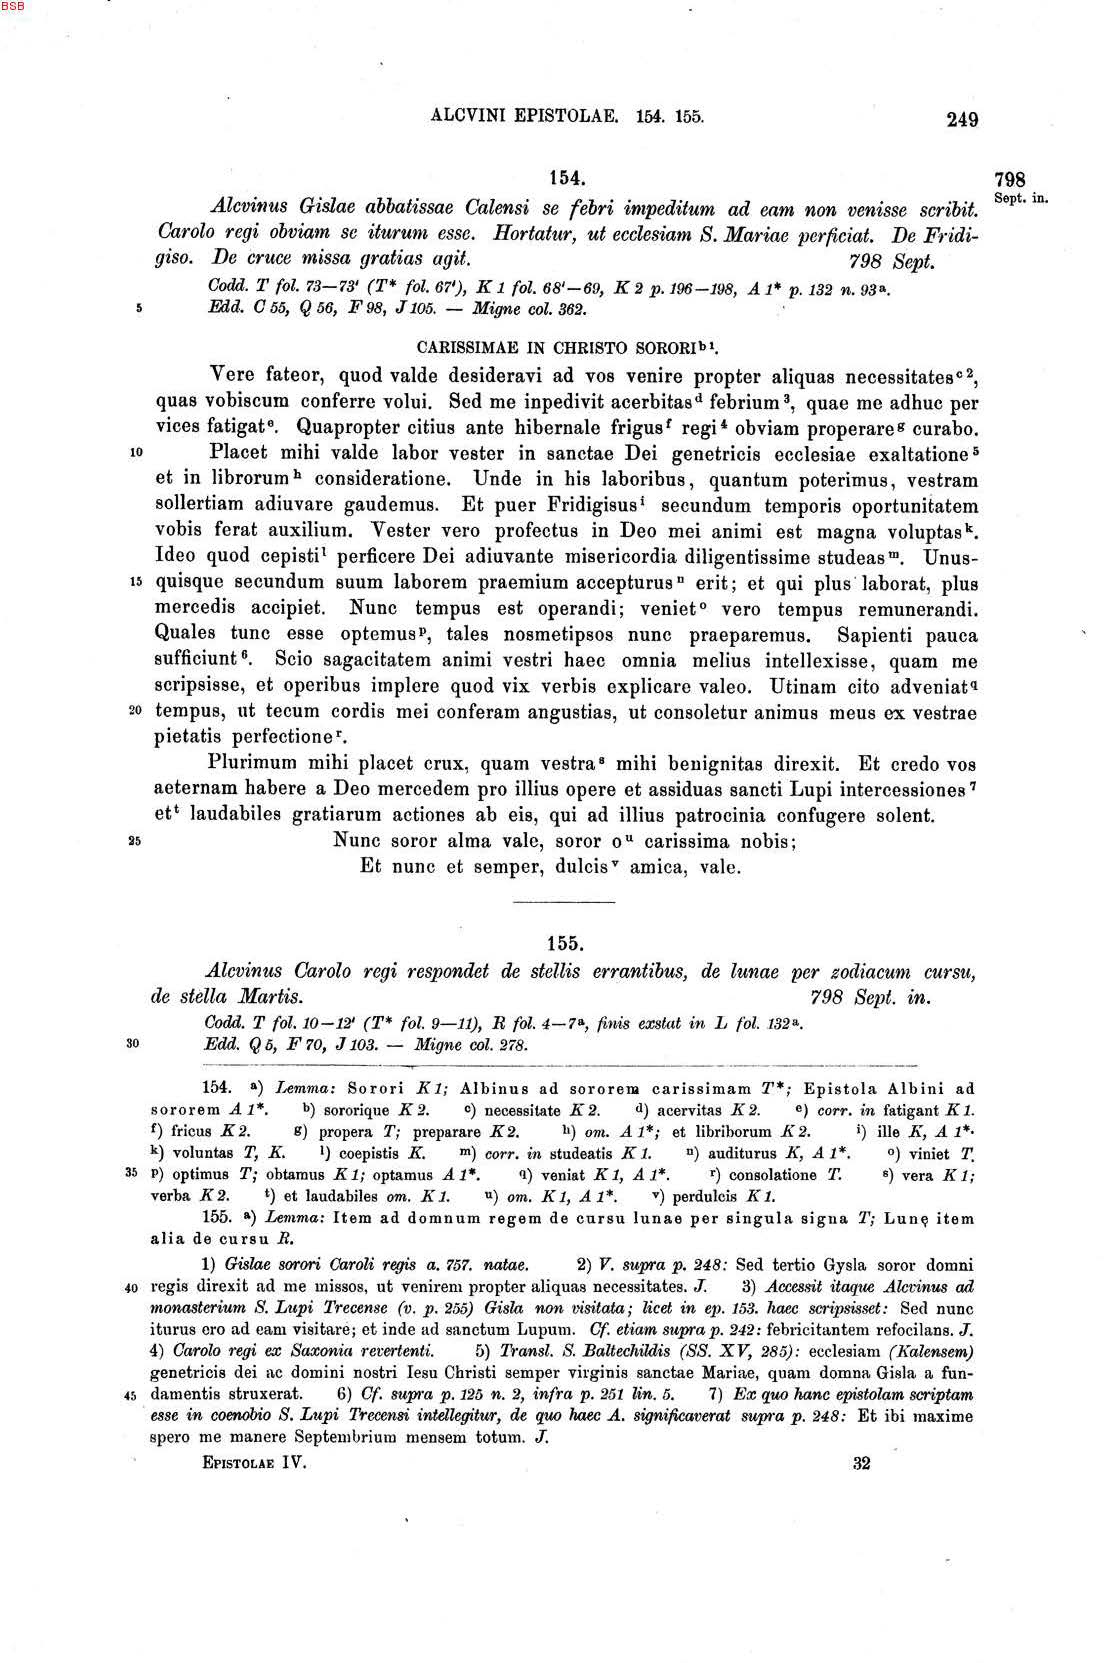 BSB
ALCVINI EPISTOLAE. 154. 155. 249
154. 798
Sept. in.
Alcvinus Gislae abbatissae Calensi se febri impeditum ad eam non venisse scribit.
Carolo regi obviam se iturum esse. Hortatur, ut ecclesiam S. Mariae perficiat. De Fridi-
giso. De cruce missa gratias agit. 798 Sept.
Codd. T fol. 73—73' (T* fol. 67'), K 1 fol. 68'—69, K 2 p. 196—198, A 1* p. 132 n. 93ᵃ.
5 Edd. C 55, Q 56, F 98, J 105. — Migne col. 362.
CARISSIMAE IN CHRISTO SORORI ᵇ ¹.
Vere fateor, quod valde desideravi ad vos venire propter aliquas necessitates ᶜ ²,
quas vobiscum conferre volui. Sed me inpedivit acerbitas ᵈ febrium ³, quae me adhuc per
vices fatigat ᵉ. Quapropter citius ante hibernale frigus ᶠ regi ⁴ obviam properare ᵍ curabo.
10 Placet mihi valde labor vester in sanctae Dei genetricis ecclesiae exaltatione ⁵
et in librorum ʰ consideratione. Unde in his laboribus, quantum poterimus, vestram
sollertiam adiuvare gaudemus. Et puer Fridigisus ⁱ secundum temporis oportunitatem
vobis ferat auxilium. Vester vero profectus in Deo mei animi est magna voluptas ᵏ.
Ideo quod cepisti ˡ perficere Dei adiuvante misericordia diligentissime studeas ᵐ. Unus-
15 quisque secundum suum laborem praemium accepturus ⁿ erit; et qui plus laborat, plus
mercedis accipiet. Nunc tempus est operandi; veniet ᵒ vero tempus remunerandi.
Quales tunc esse optemus ᵖ, tales nosmetipsos nunc praeparemus. Sapienti pauca
sufficiunt ⁶. Scio sagacitatem animi vestri haec omnia melius intellexisse, quam me
scripsisse, et operibus implere quod vix verbis explicare valeo. Utinam cito adveniat q
20 tempus, ut tecum cordis mei conferam angustias, ut consoletur animus meus ex vestrae
pietatis perfectione ʳ.
Plurimum mihi placet crux, quam vestra ˢ mihi benignitas direxit. Et credo vos
aeternam habere a Deo mercedem pro illius opere et assiduas sancti Lupi intercessiones ⁷
et ᵗ laudabiles gratiarum actiones ab eis, qui ad illius patrocinia confugere solent.
25 Nunc soror alma vale, soror o ᵘ carissima nobis;
Et nunc et semper, dulcis ᵛ amica, vale.
155.
Alcvinus Carolo regi respondet de stellis errantibus, de lunae per zodiacum cursu,
de stella Martis. 798 Sept. in.
Codd. T fol. 10—12' (T* fol. 9—11), R fol. 4—7ᵃ, finis exstat in L fol. 132ᵃ.
30 Edd. Q 5, F 70, J 103. — Migne col. 278.
154. ᵃ) Lemma: Sorori K 1; Albinus ad sororem carissimam T*; Epistola Albini ad
sororem A 1*. ᵇ) sororique K 2. ᶜ) necessitate K 2. ᵈ) acervitas K 2. ᵉ) corr. in fatigant K 1.
ᶠ) fricus K 2. ᵍ) propera T; preparare K 2. ʰ) om. A 1*; et libriborum K 2. ⁱ) ille K, A 1*.
ᵏ) voluntas T, K. ˡ) coepistis K. ᵐ) corr. in studeatis K 1. ⁿ) auditurus K, A 1*. ᵒ) viniet T.
35 ᵖ) optimus T; obtamus K 1; optamus A 1*. q) veniat K 1, A 1*. ʳ) consolatione T. ˢ) vera K 1;
verba K 2. ᵗ) et laudabiles om. K 1. ᵘ) om. K 1, A 1*. ᵛ) perdulcis K 1.
155. ᵃ) Lemma: Item ad domnum regem de cursu lunae per singula signa T; Lunę item
alia de cursu R.
1) Gislae sorori Caroli regis a. 757. natae. 2) V. supra p. 248: Sed tertio Gysla soror domni
40 regis direxit ad me missos, ut venirem propter aliquas necessitates. J. 3) Accessit itaque Alcvinus ad
monasterium S. Lupi Trecense (v. p. 255) Gisla non visitata; licet in ep. 153. haec scripsisset: Sed nunc
iturus ero ad eam visitare; et inde ad sanctum Lupum. Cf. etiam supra p. 242: febricitantem refocilans. J.
4) Carolo regi ex Saxonia revertenti. 5) Transl. S. Baltechildis (SS. XV, 285): ecclesiam (Kalensem)
genetricis dei ac domini nostri Iesu Christi semper virginis sanctae Mariae, quam domna Gisla a fun-
45 damentis struxerat. 6) Cf. supra p. 125 n. 2, infra p. 251 lin. 5. 7) Ex quo hanc epistolam scriptam
esse in coenobio S. Lupi Trecensi intellegitur, de quo haec A. significaverat supra p. 248: Et ibi maxime
spero me manere Septembrium mensem totum. J.
EPISTOLAE IV. 32